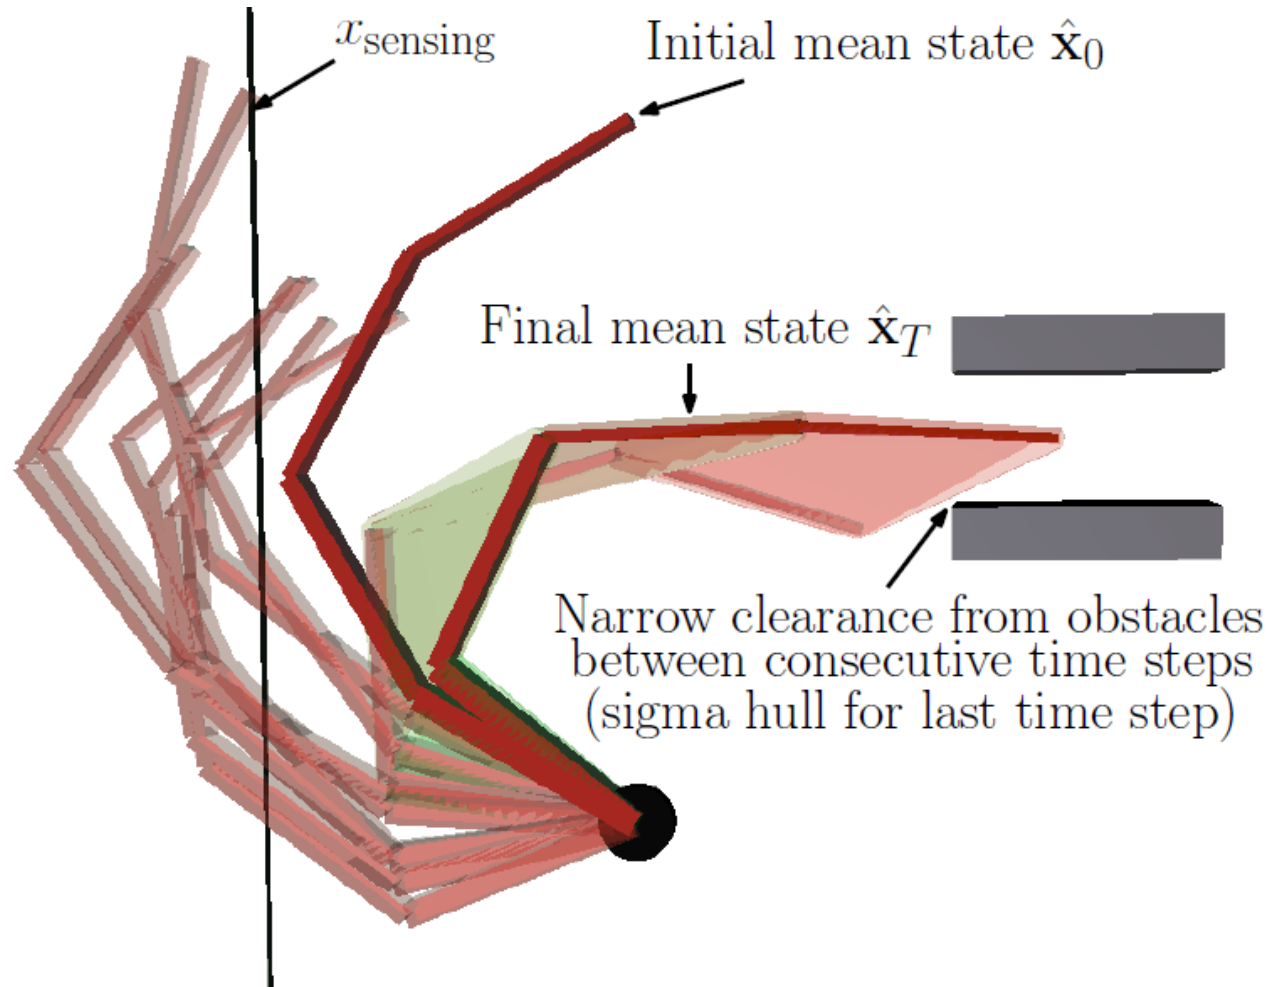 x_sensing
Initial mean state x̂₀
Final mean state x̂_T
Narrow clearance from obstacles
between consecutive time steps
(sigma hull for last time step)